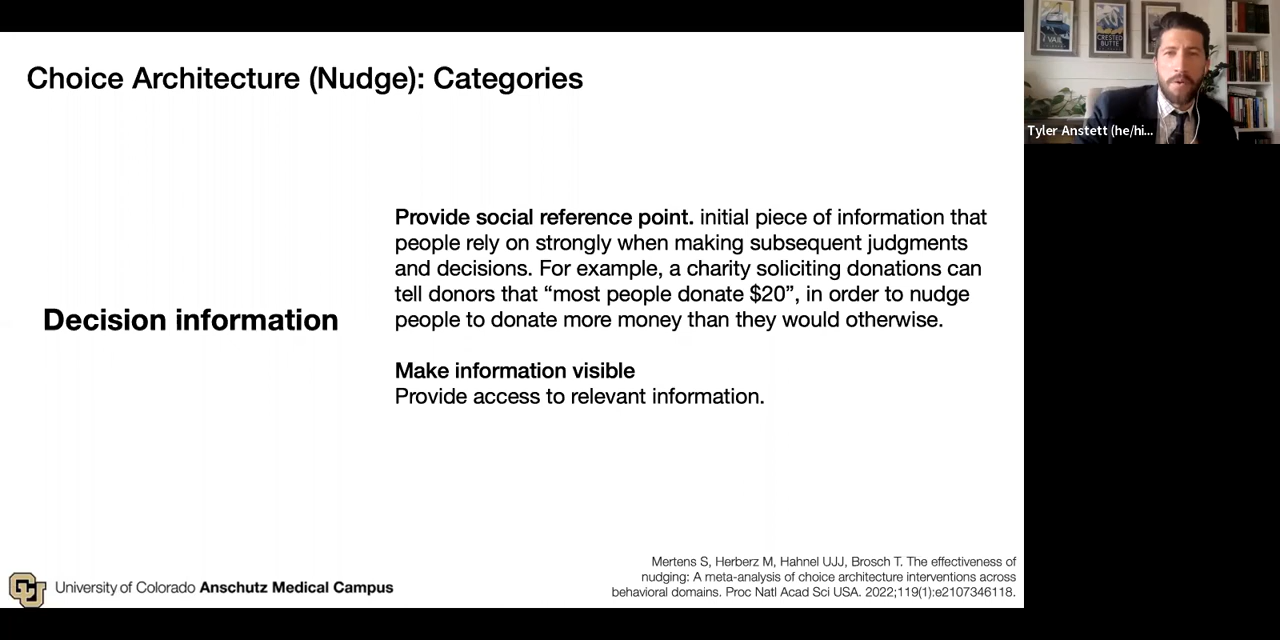 Choice Architecture (Nudge): Categories
Decision information
Provide social reference point. initial piece of information that
people rely on strongly when making subsequent judgments
and decisions. For example, a charity soliciting donations can
tell donors that “most people donate $20”, in order to nudge
people to donate more money than they would otherwise.
Make information visible
Provide access to relevant information.
Mertens S, Herberz M, Hahnel UJJ, Brosch T. The effectiveness of
nudging: A meta-analysis of choice architecture interventions across
behavioral domains. Proc Natl Acad Sci USA. 2022;119(1):e2107346118.
CU
University of Colorado Anschutz Medical Campus
VAIL
CRESTED
BUTTE
Tyler Anstett (he/hi...